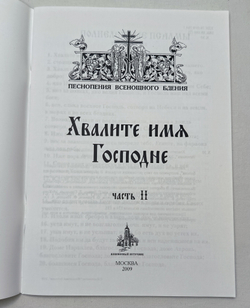 ПЕСНОПЕНИЯ ВСЕНОЩНОГО БДЕНИЯ
Хвалите имя
Господне
часть II
МОСКВА
2009